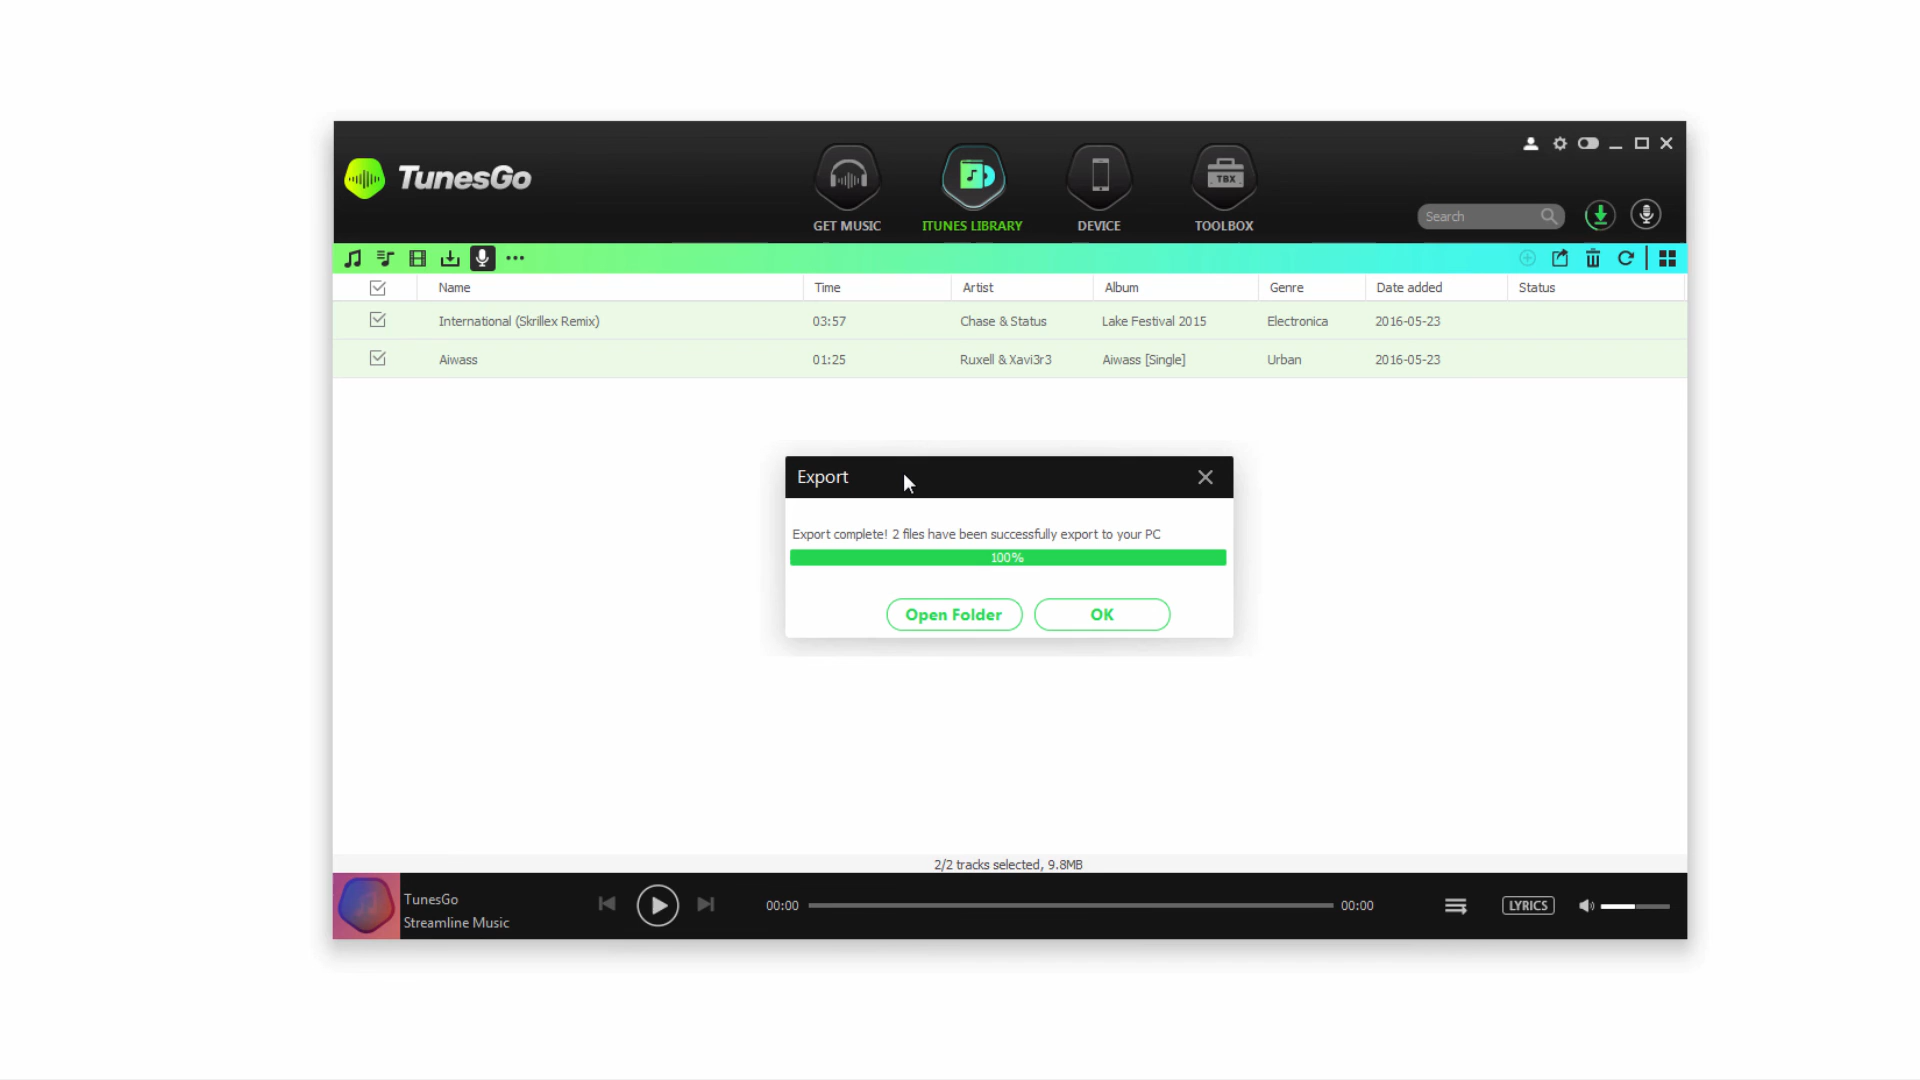 TunesGo
GET MUSIC
ITUNES LIBRARY
DEVICE
TBX
TOOLBOX
Search
Name Time Artist Album Genre Date added Status
International (Skrillex Remix) 03:57 Chase & Status Lake Festival 2015 Electronica 2016-05-23
Aiwass 01:25 Ruxell & Xavi3r3 Aiwass [Single] Urban 2016-05-23
Export
Export complete! 2 files have been successfully export to your PC
100%
Open Folder OK
2/2 tracks selected, 9.8MB
TunesGo
Streamline Music
00:00 00:00
LYRICS